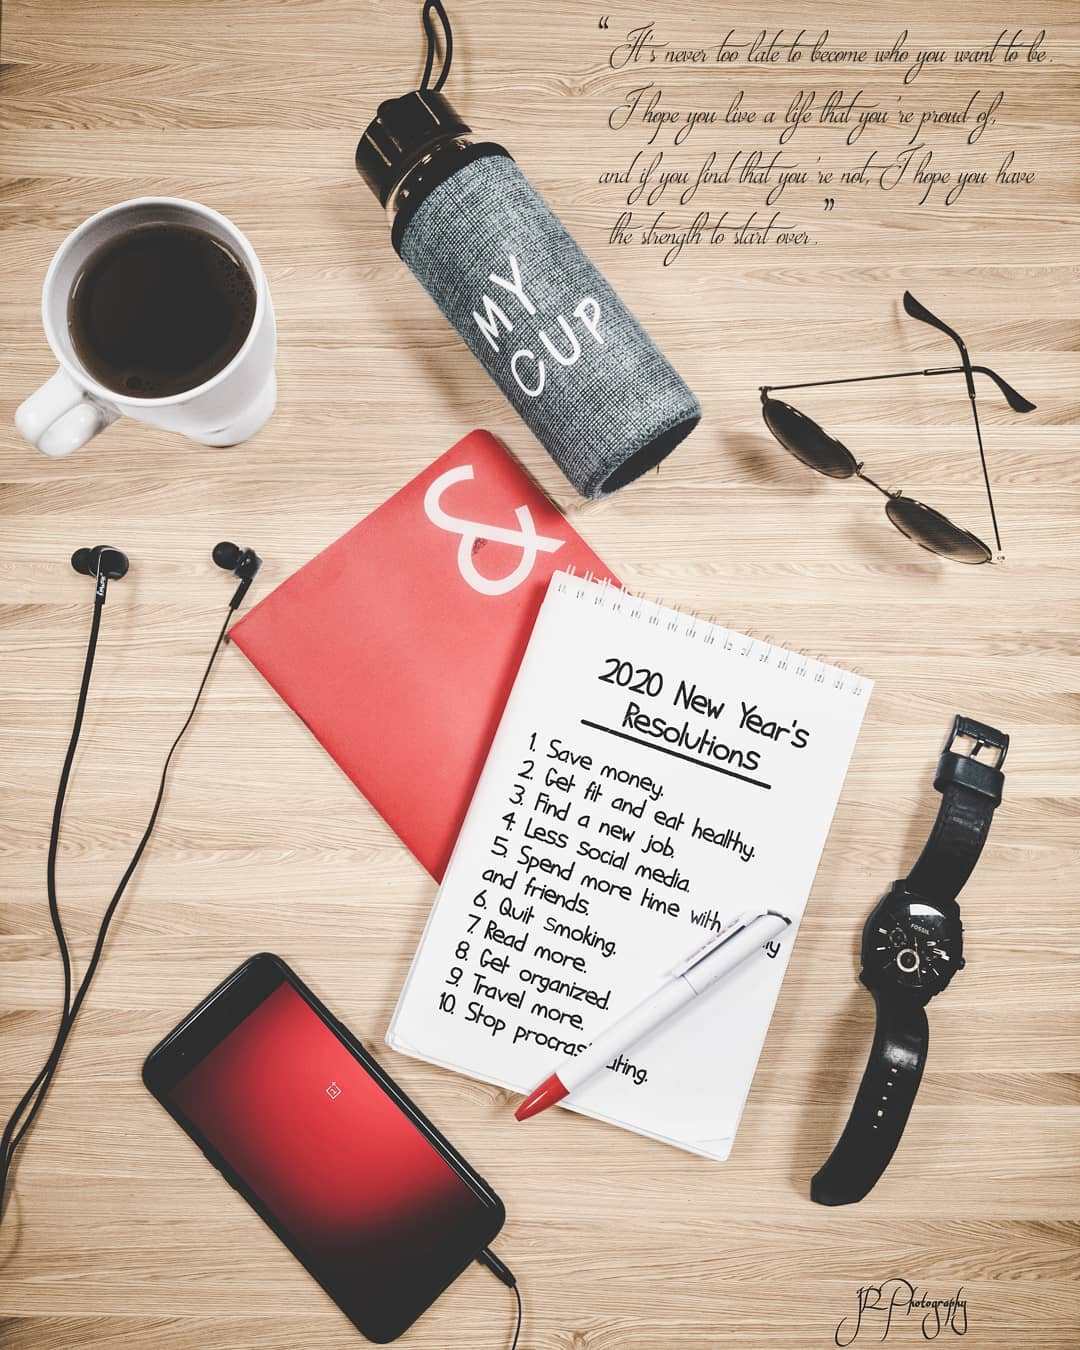 “It's never too late to become who you want to be.
I hope you live a life that you're proud of,
and if you find that you're not, I hope you have
the strength to start over.”
MY
CUP
&
2020 New Year's
Resolutions
1. Save money.
2. Get fit and eat healthy.
3. Find a new job.
4. Less social media.
5. Spend more time with
and friends.
6. Quit smoking.
7. Read more.
8. Get organized.
9. Travel more.
10. Stop procras ating.
FOSSIL
JR Photography